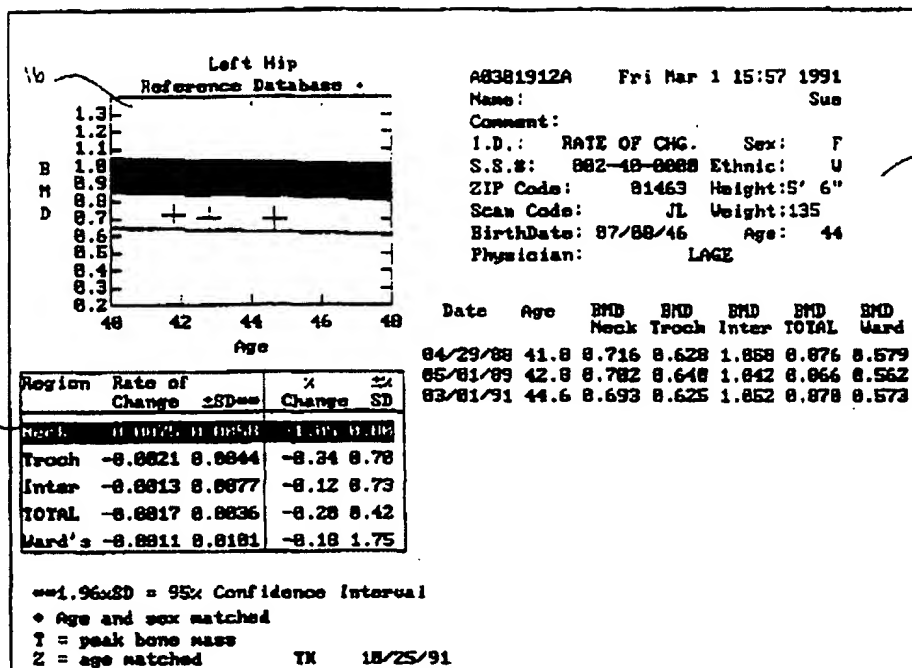 16
Left Hip
Reference Database *
1.3
1.2
1.1
1.0
B 0.9
M 0.8
D 0.7
0.6
0.5
0.4
0.3
0.2
40 42 44 46 48
Age
A0301912A Fri Mar 1 15:57 1991
Name: Sue
Comment:
I.D.: RATE OF CHG. Sex: F
S.S.#: Ethnic: W
ZIP Code: 01463 Height:5' 6"
Scan Code: JL Weight:135
BirthDate: 07/08/46 Age: 44
Physician: LAGE
Date Age BMD BMD BMD BMD BMD
Neck Troch Inter TOTAL Ward
04/29/88 41.8 0.716 0.628 1.058 0.876 0.579
05/01/89 42.8 0.702 0.640 1.042 0.866 0.562
03/01/91 44.6 0.693 0.625 1.052 0.870 0.573
Region Rate of % ±%
Change ±SD** Change SD
Neck
Troch -0.0021 0.0044 -0.34 0.70
Inter -0.0013 0.0077 -0.12 0.73
TOTAL -0.0017 0.0036 -0.20 0.42
Ward's -0.0011 0.0101 -0.18 1.75
**1.96xSD = 95% Confidence Interval
* Age and sex matched
T = peak bone mass
Z = age matched TK 10/25/91